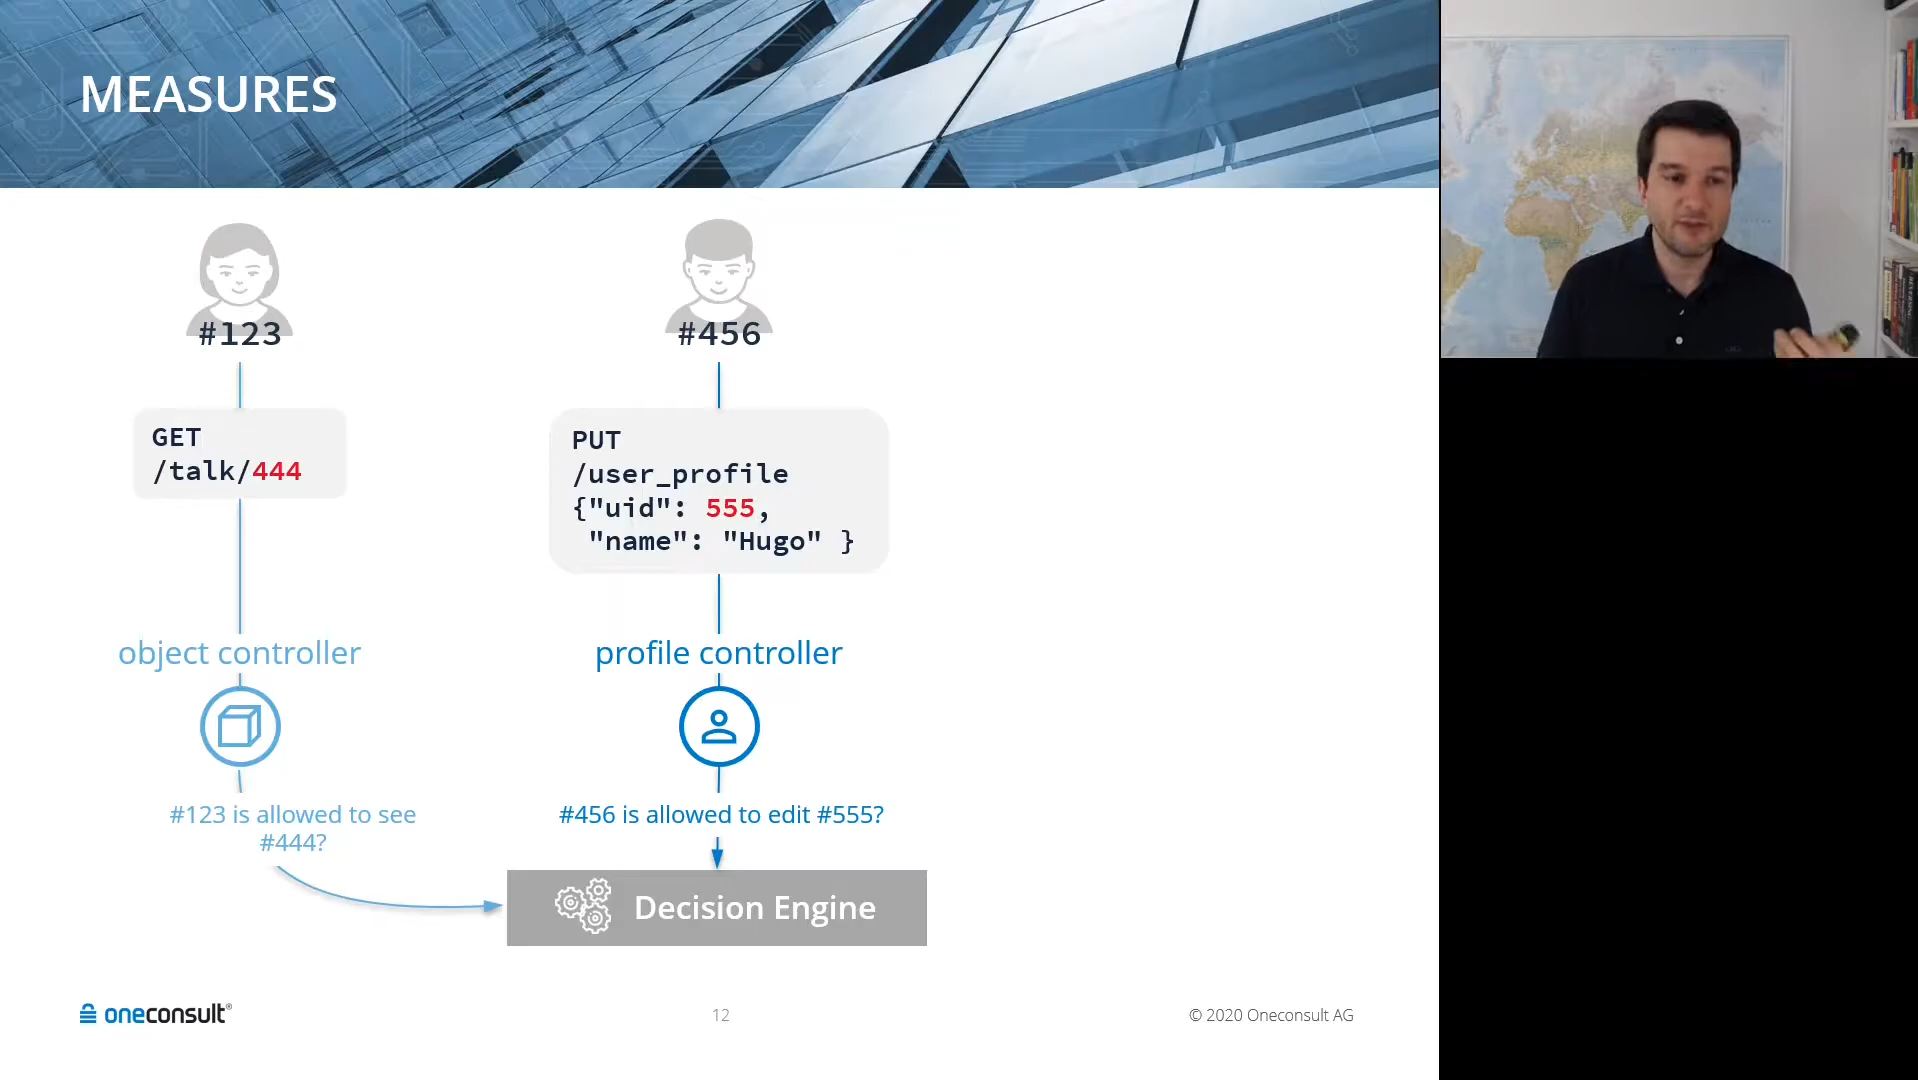 MEASURES
#123
#456
GET
/talk/444
PUT
/user_profile
{"uid": 555,
"name": "Hugo" }
object controller
profile controller
#123 is allowed to see
#444?
#456 is allowed to edit #555?
Decision Engine
oneconsult®
12
© 2020 Oneconsult AG